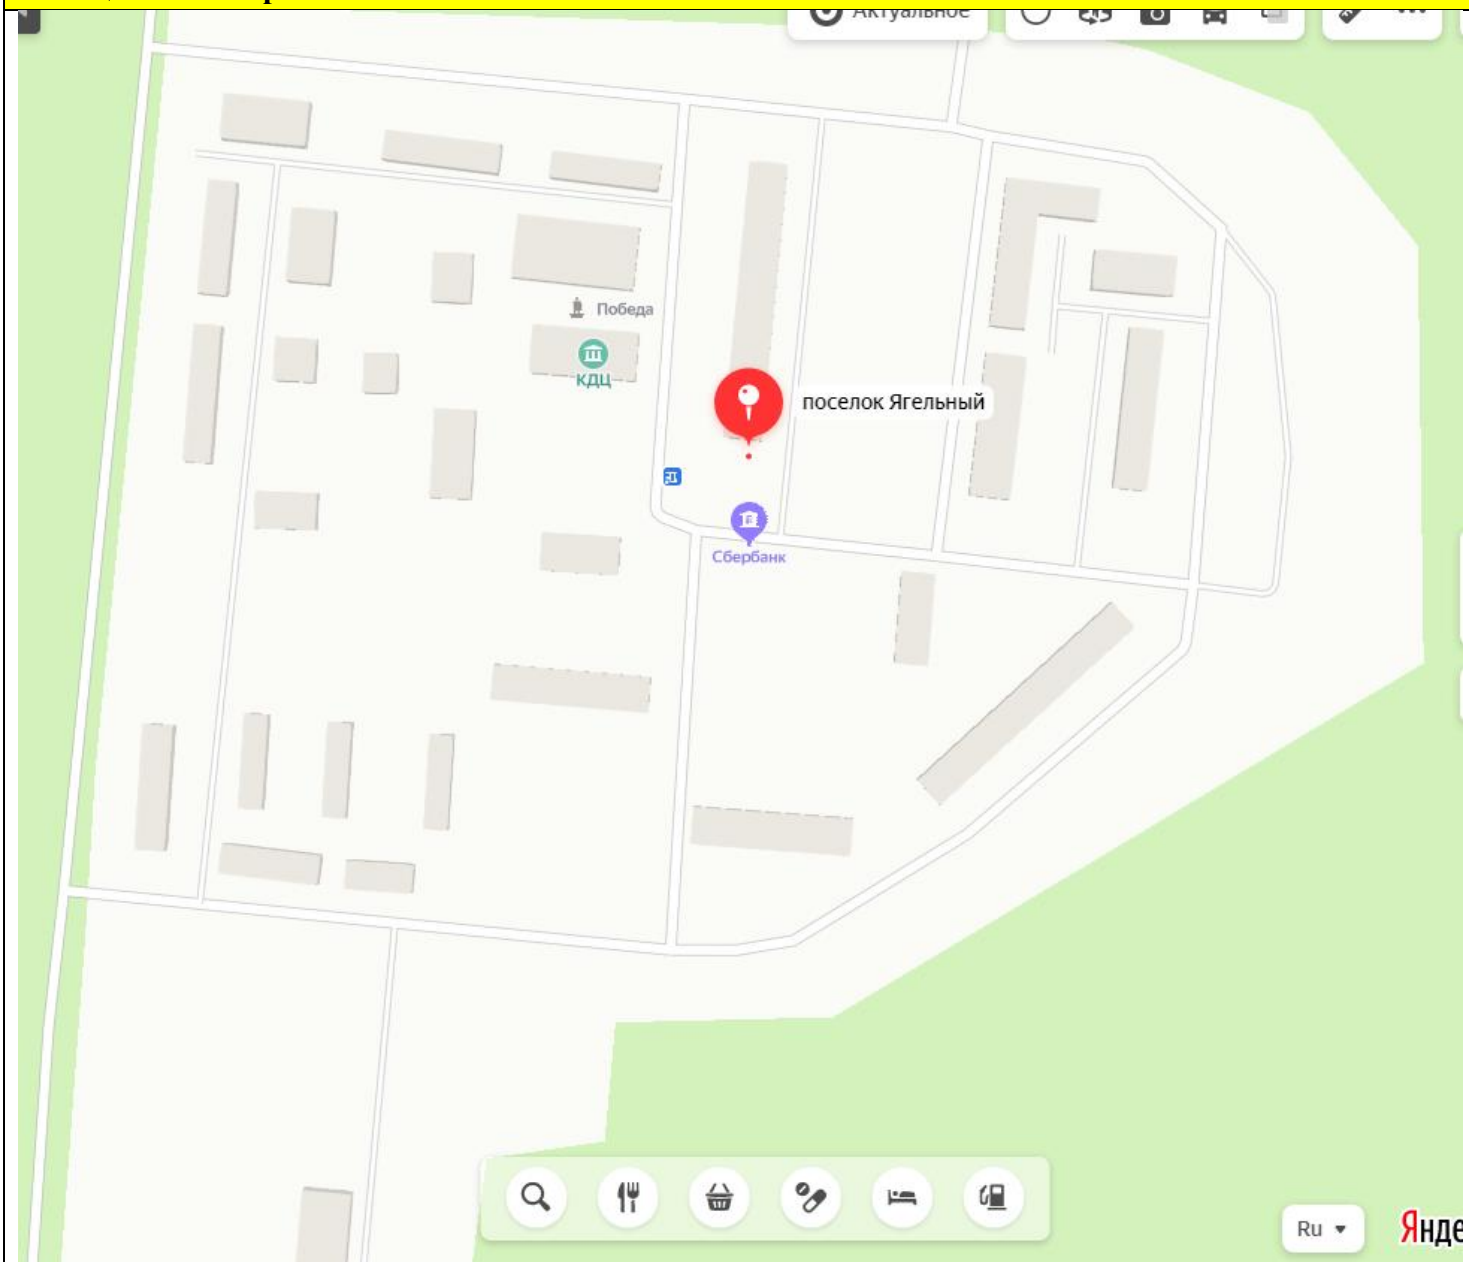 Актуальное
Победа
КДЦ
поселок Ягельный
Сбербанк
Ru
Янде